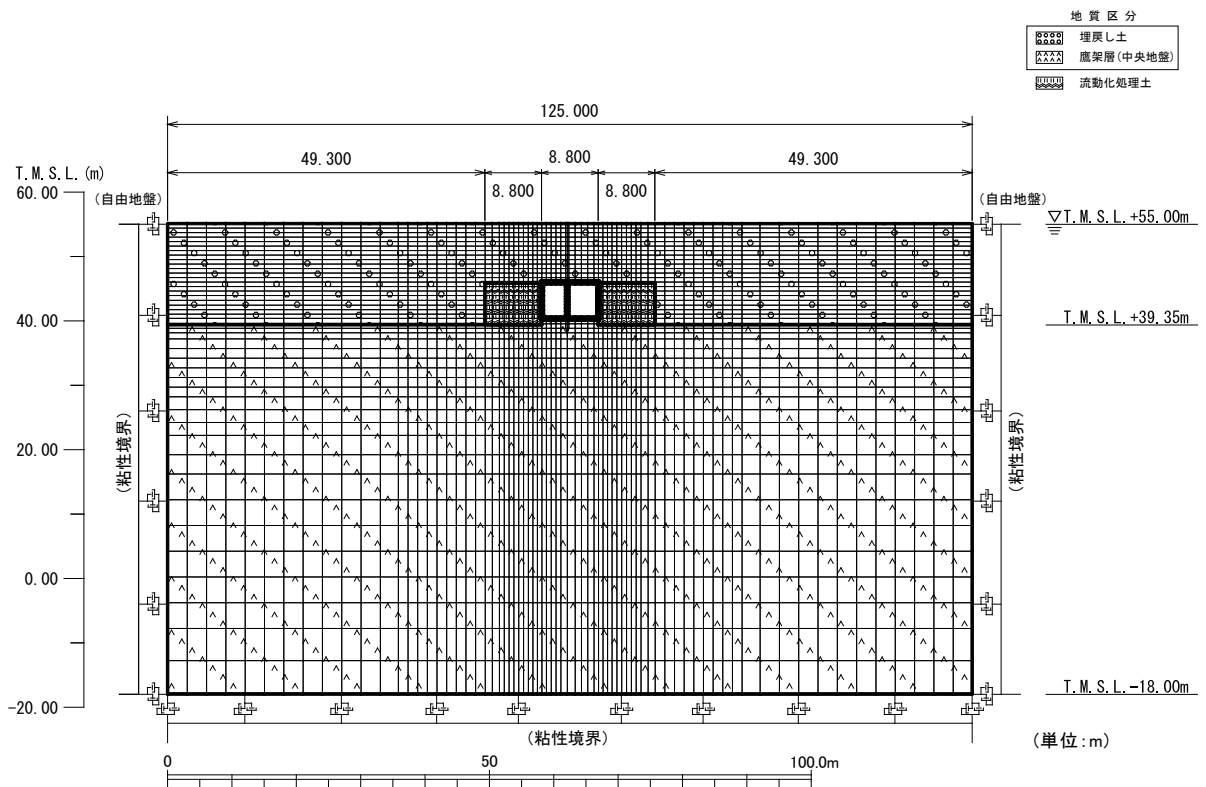 地質区分
埋戻し土
鷹架層(中央地盤)
流動化処理土
125.000
49.300
8.800
49.300
8.800
8.800
T.M.S.L.(m)
60.00
(自由地盤)
(自由地盤)
T.M.S.L.+55.00m
40.00
T.M.S.L.+39.35m
20.00
(粘性境界)
(粘性境界)
0.00
T.M.S.L.-18.00m
-20.00
(粘性境界)
(単位:m)
0
50
100.0m